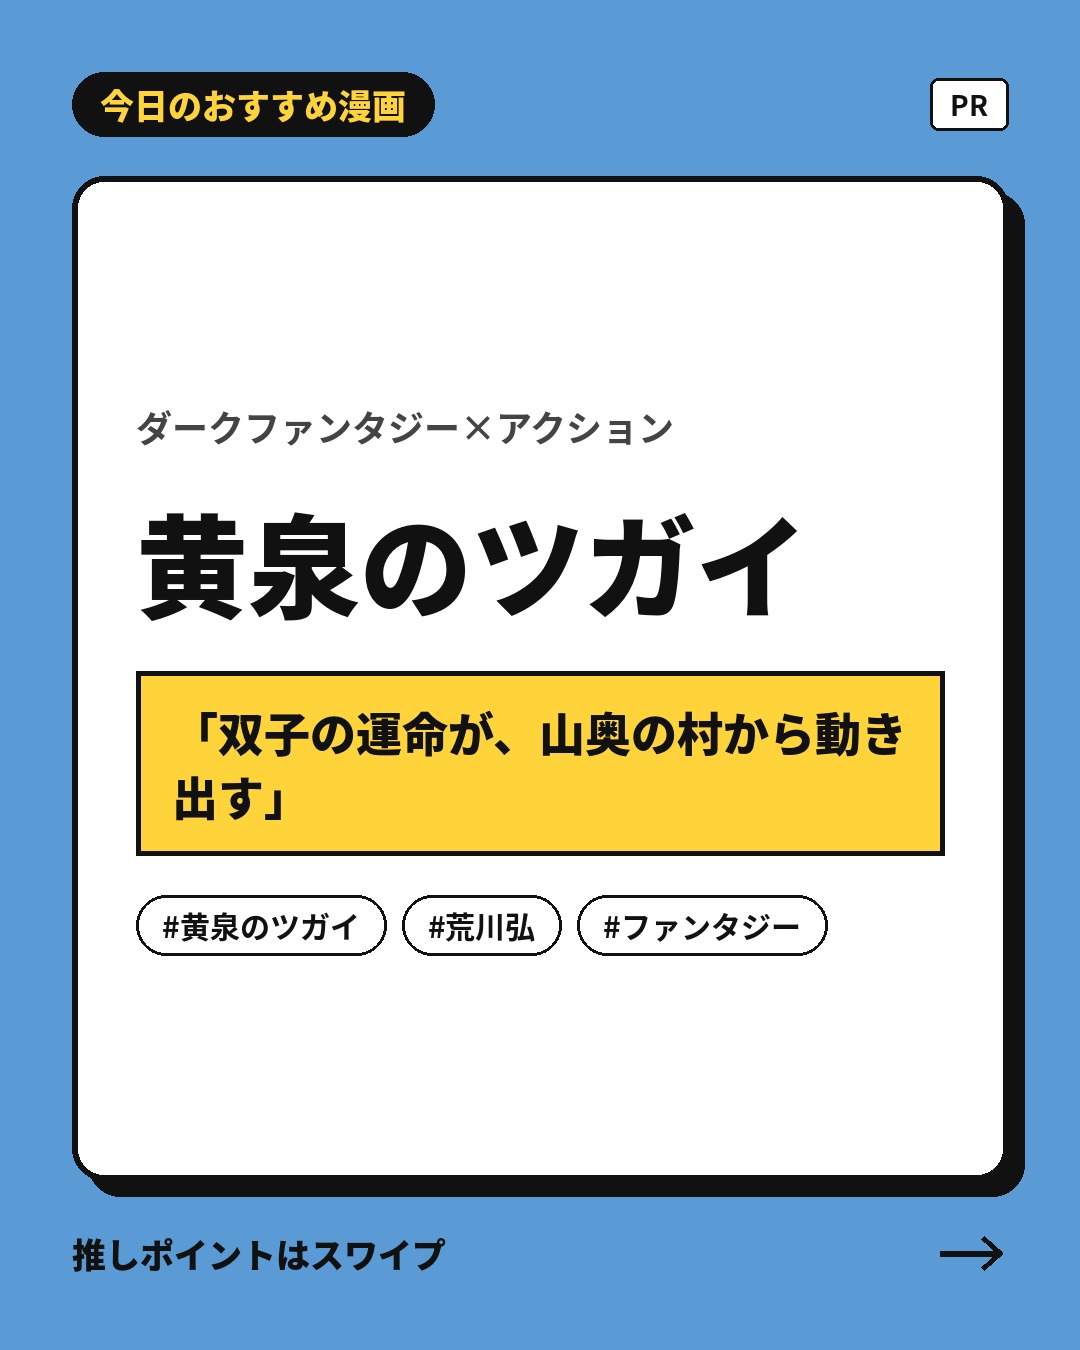 今日のおすすめ漫画
PR
ダークファンタジー×アクション
黄泉のツガイ
「双子の運命が、山奥の村から動き
出す」
#黄泉のツガイ #荒川弘 #ファンタジー
推しポイントはスワイプ